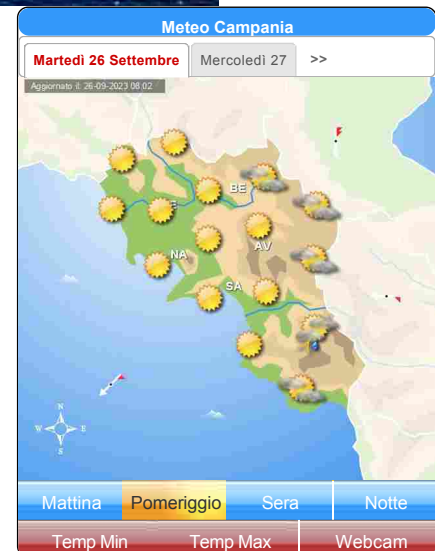 Meteo Campania
Martedì 26 Settembre Mercoledì 27 >>
Aggiornato il: 26-09-2023 08:02
BE
E
NA
AV
SA
N
W E
S
Mattina Pomeriggio Sera Notte
Temp Min Temp Max Webcam